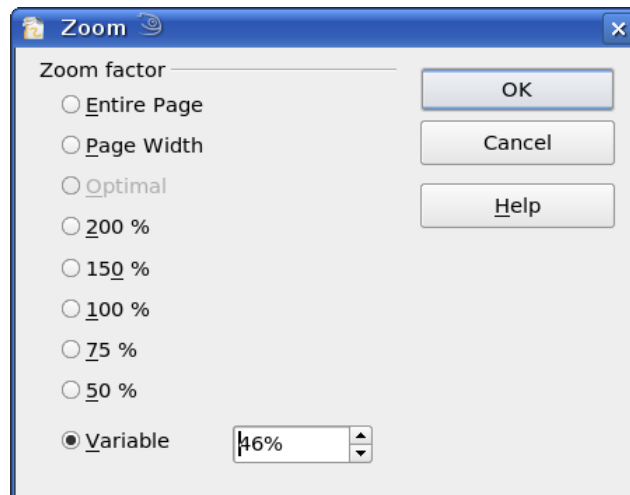 Zoom
Zoom factor
Entire Page
Page Width
Optimal
200 %
150 %
100 %
75 %
50 %
Variable 46%
OK
Cancel
Help